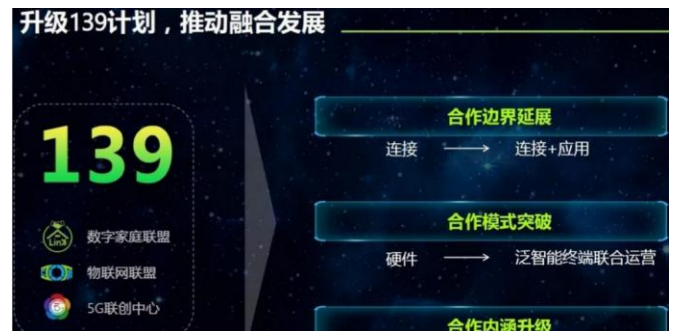 升级139计划，推动融合发展
139
Link
数字家庭联盟
物联网联盟
5G联创中心
合作边界延展
连接 → 连接+应用
合作模式突破
硬件 → 泛智能终端联合运营
合作内涵升级